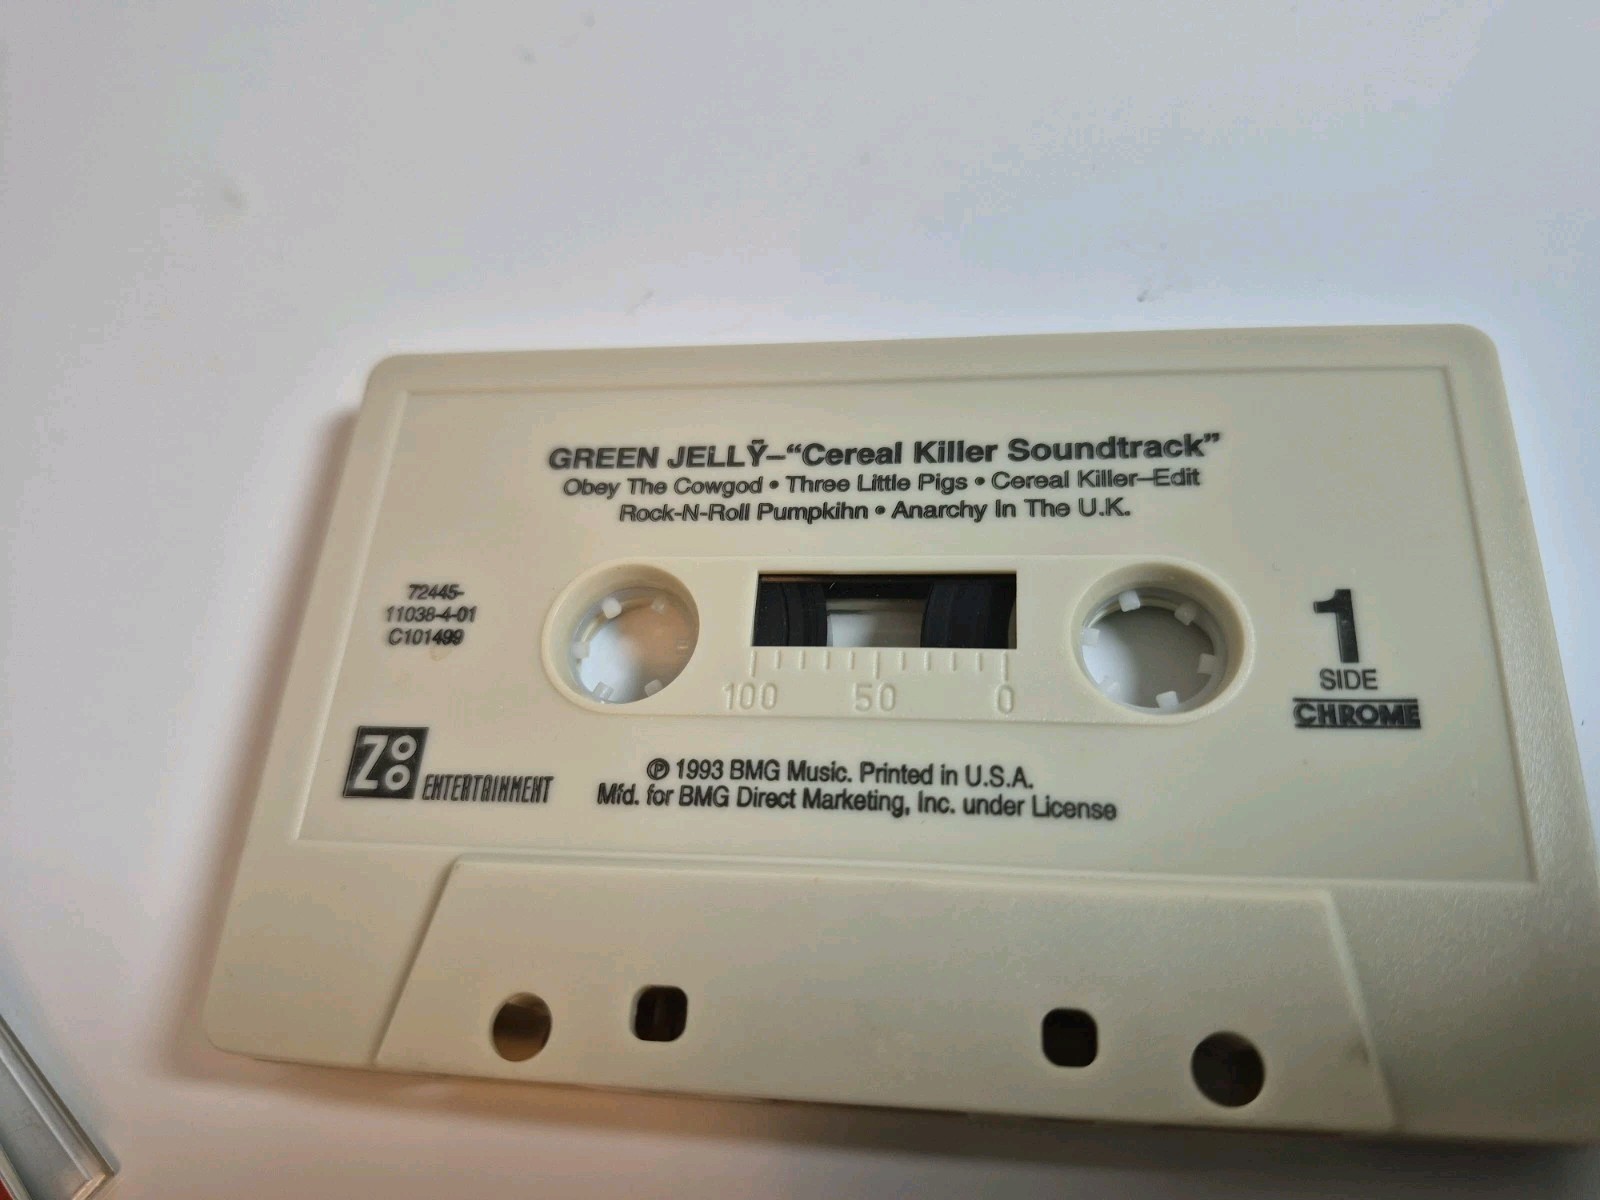 GREEN JELLŸ–“Cereal Killer Soundtrack”
Obey The Cowgod • Three Little Pigs • Cereal Killer–Edit
Rock-N-Roll Pumpkihn • Anarchy In The U.K.
72445-
11038-4-01
C101499
100 50 0
1
SIDE
CHROME
ZOO ENTERTAINMENT
℗ 1993 BMG Music. Printed in U.S.A.
Mfd. for BMG Direct Marketing, Inc. under License